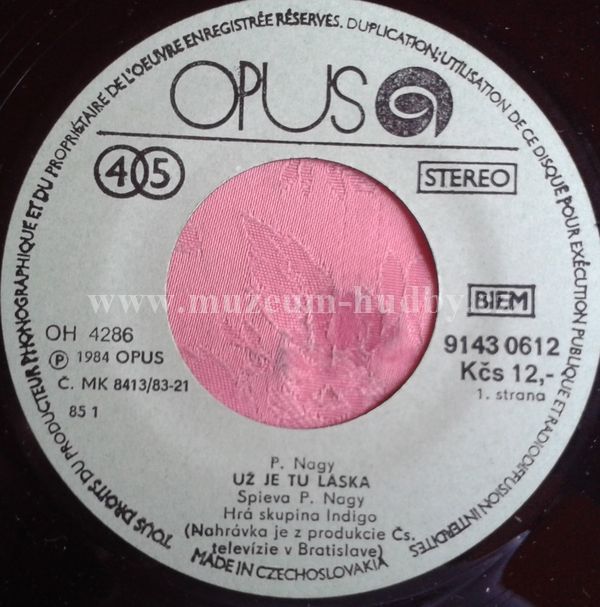 TOUS DROITS DU PRODUCTEUR PHONOGRAPHIQUE ET DU PROPRIÉTAIRE DE L'OEUVRE ENREGISTRÉE RÉSERVÉS. DUPLICATION, UTILISATION DE CE DISQUE POUR EXÉCUTION PUBLIQUE ET RADIODIFFUSION INTERDITES
OPUS
45
STEREO
www.muzeum-hudby
BIEM
OH 4286
Ⓟ 1984 OPUS
Č. MK 8413/83-21
85 1
9143 0612
Kčs 12,-
1. strana
P. Nagy
UŽ JE TU LÁSKA
Spieva P. Nagy
Hrá skupina Indigo
(Nahrávka je z produkcie Čs.
televízie v Bratislave)
MADE IN CZECHOSLOVAKIA